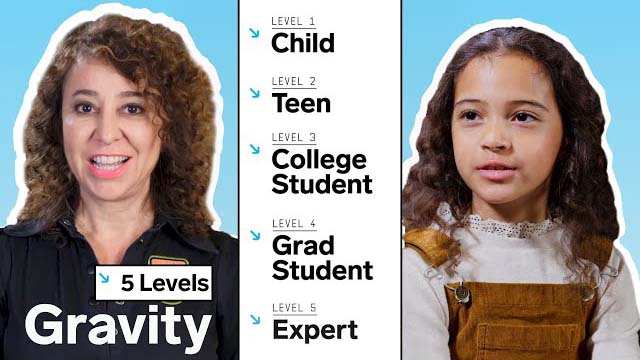 LEVEL 1
Child
LEVEL 2
Teen
LEVEL 3
College
Student
LEVEL 4
Grad
Student
LEVEL 5
Expert
5 Levels
Gravity